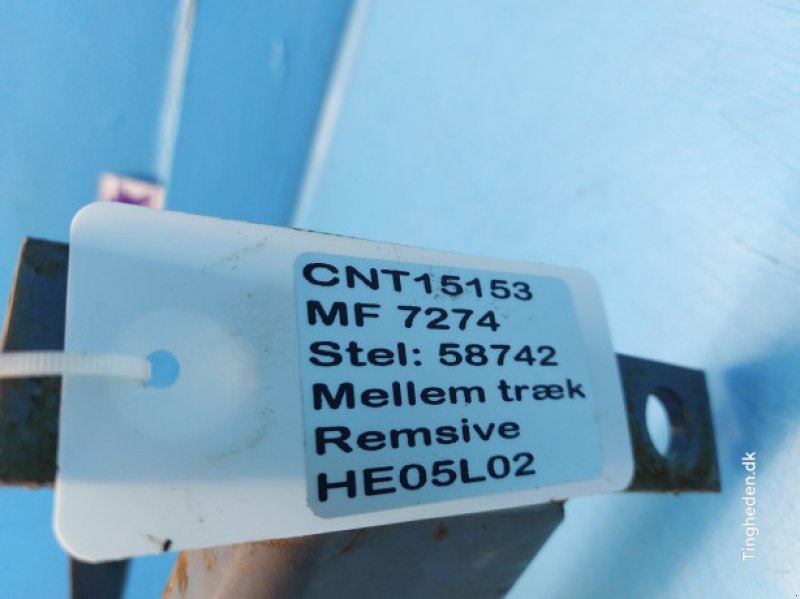 CNT15153
MF 7274
Stel: 58742
Mellem træk
Remsive
HE05L02
Tingheden.dk